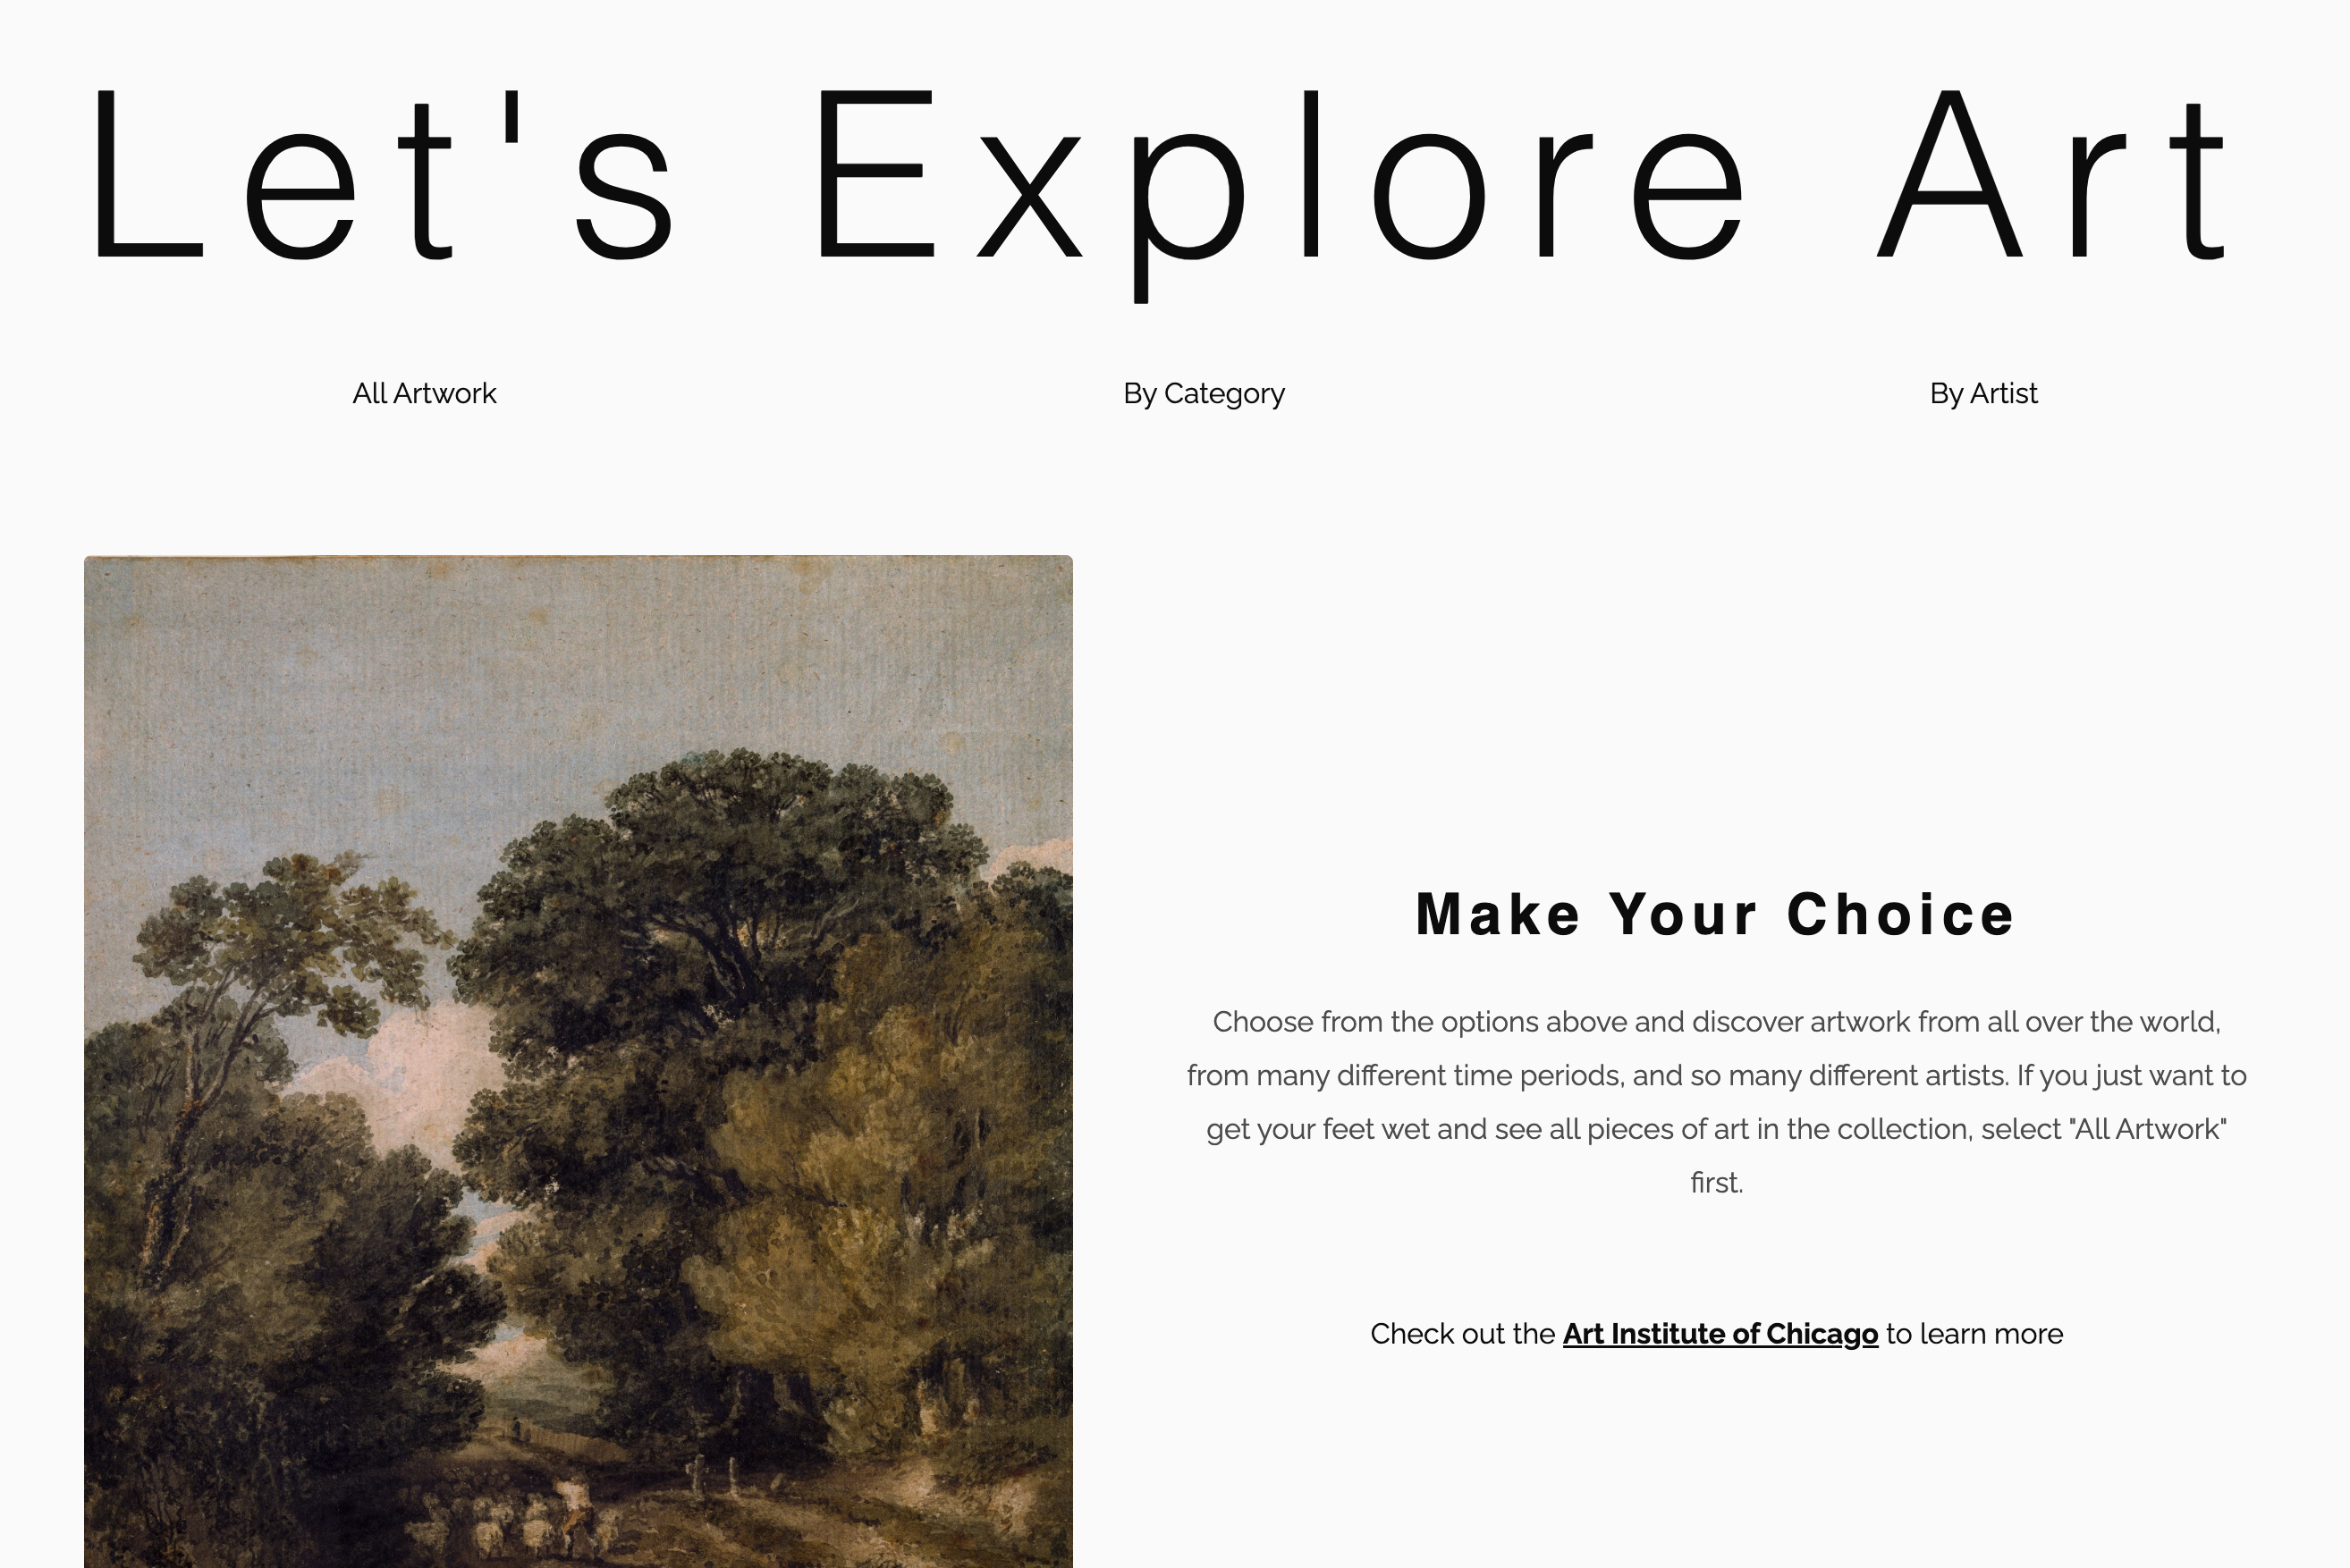 Let's Explore Art
All Artwork
By Category
By Artist
Make Your Choice
Choose from the options above and discover artwork from all over the world,
from many different time periods, and so many different artists. If you just want to
get your feet wet and see all pieces of art in the collection, select "All Artwork"
first.
Check out the Art Institute of Chicago to learn more